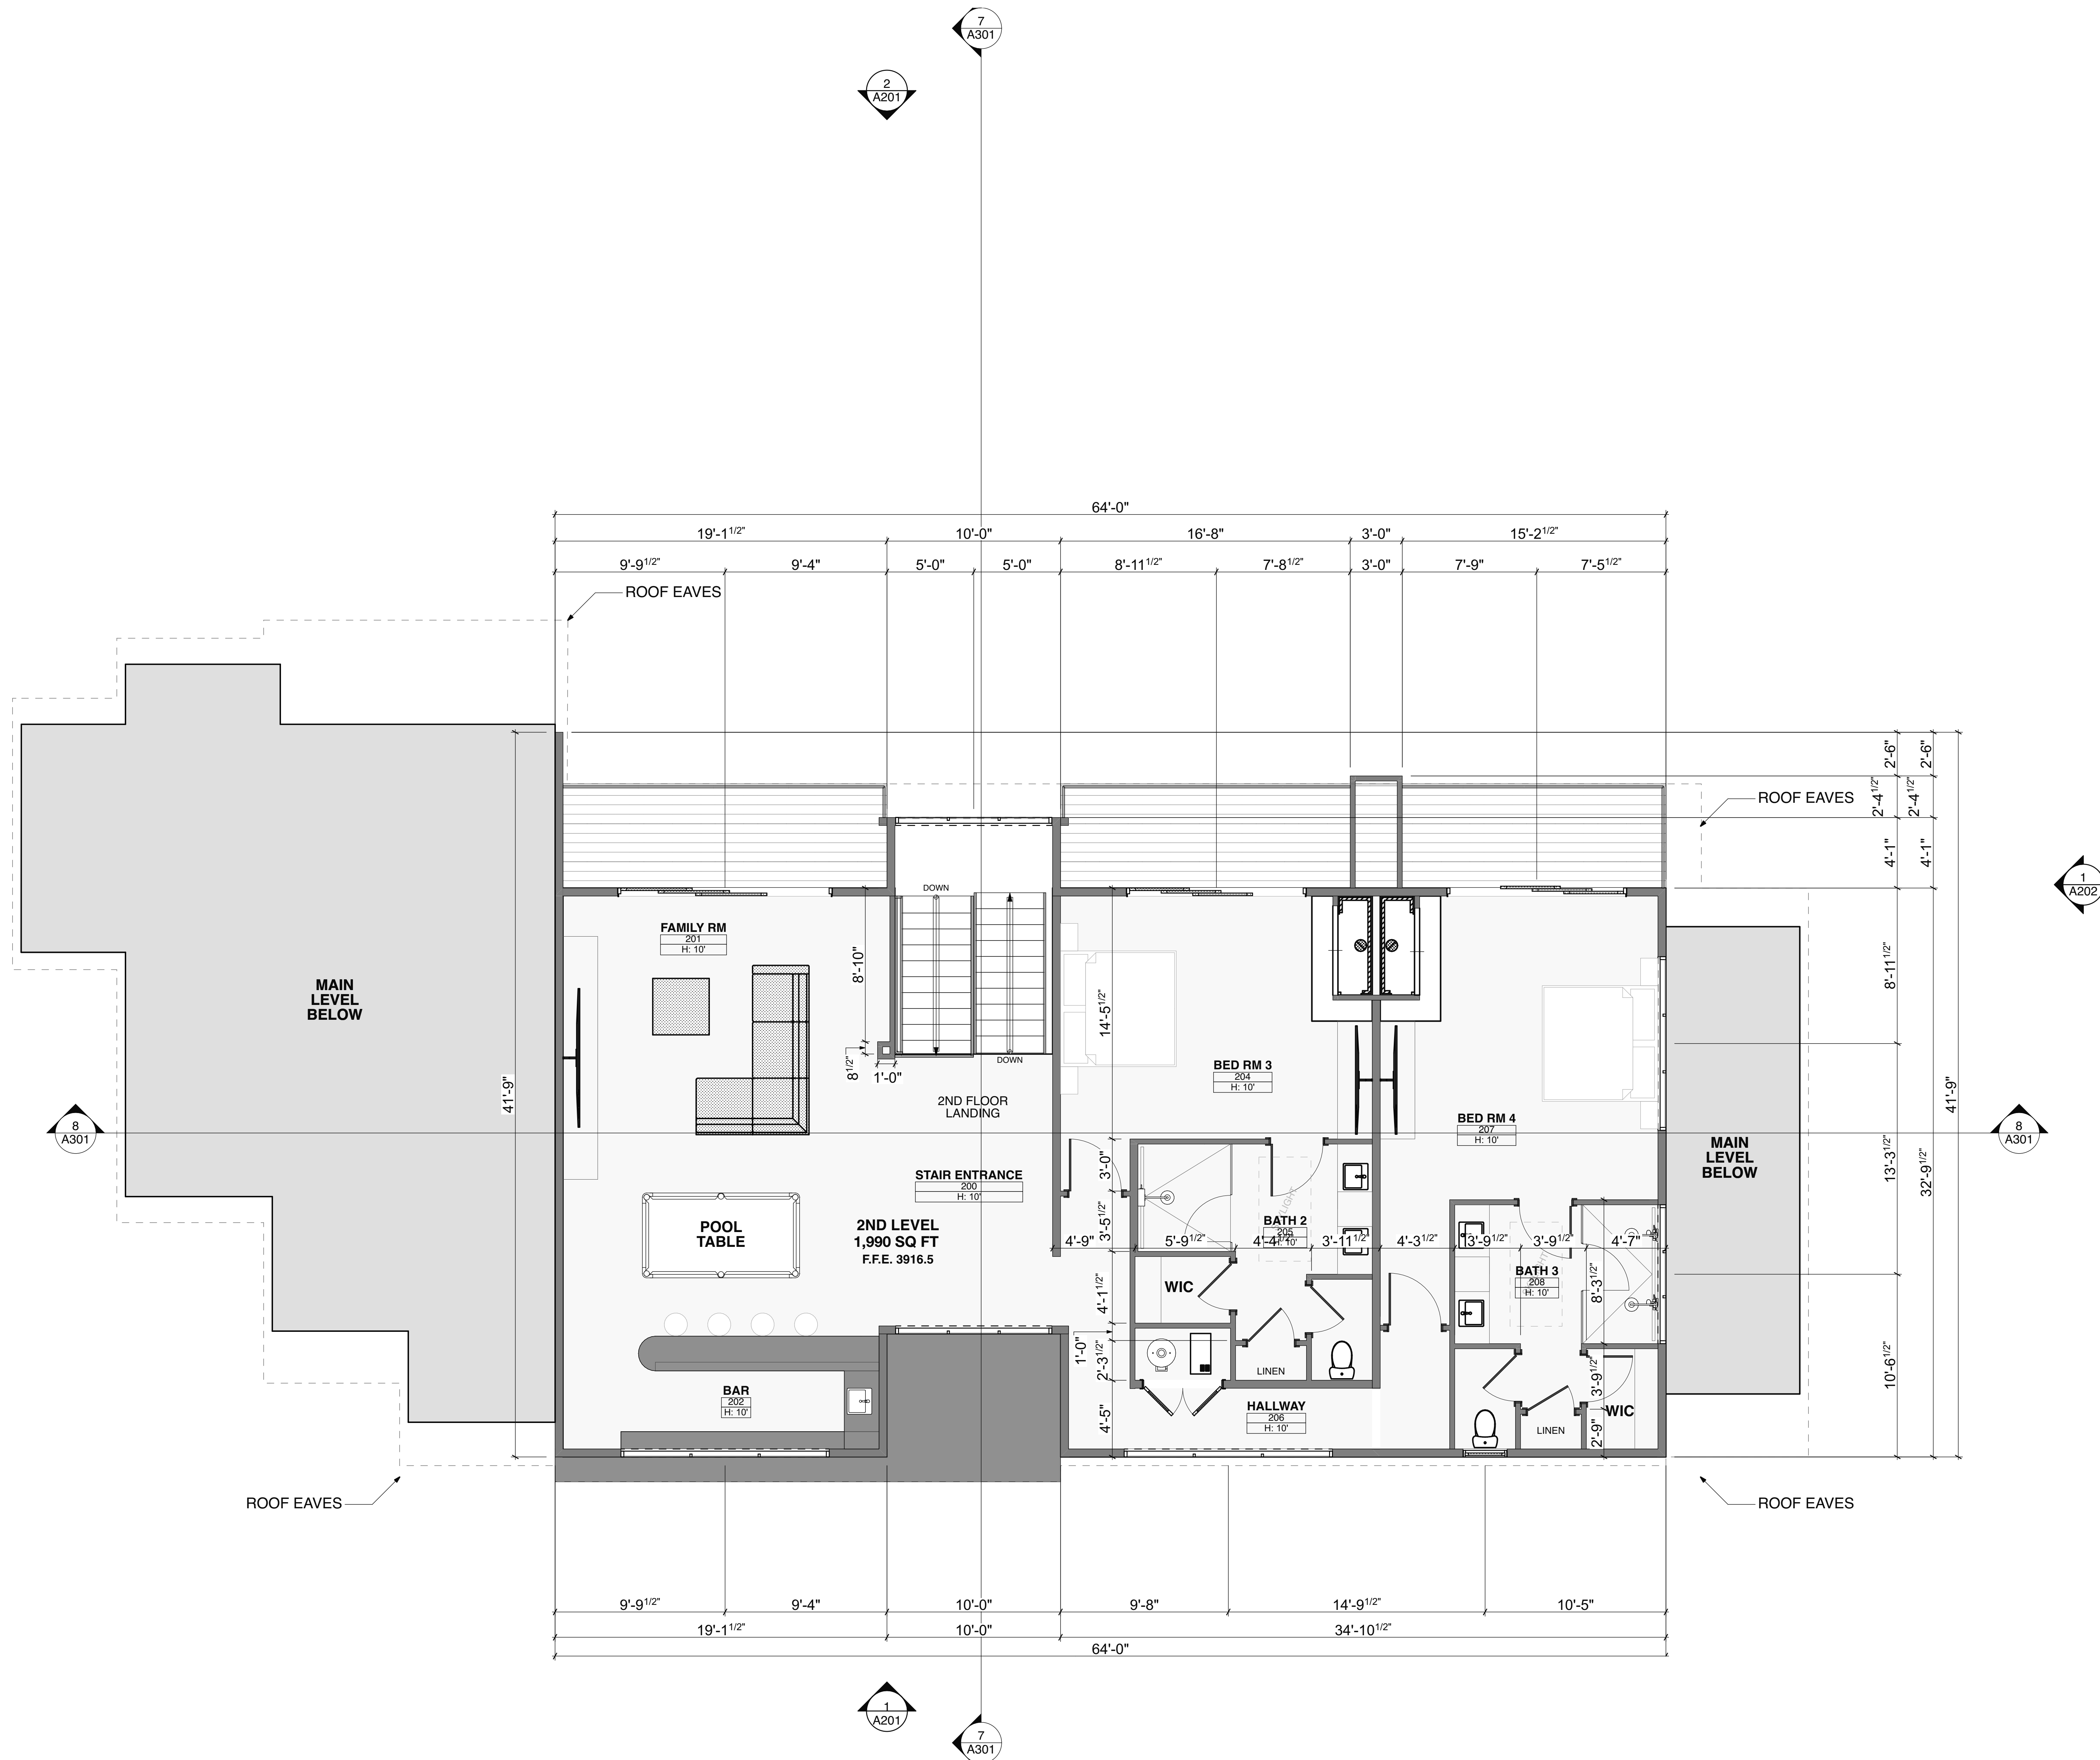 7
A301
2
A201
64'-0"
19'-1 1/2"
10'-0"
16'-8"
3'-0"
15'-2 1/2"
9'-9 1/2"
9'-4"
5'-0"
5'-0"
8'-11 1/2"
7'-8 1/2"
3'-0"
7'-9"
7'-5 1/2"
ROOF EAVES
2'-6"
2'-6"
ROOF EAVES
2'-4 1/2"
2'-4 1/2"
4'-1"
4'-1"
1
A202
DOWN
FAMILY RM
201
H: 10'
8'-10"
8 1/2"
1'-0"
DOWN
MAIN
LEVEL
BELOW
14'-5 1/2"
8'-11 1/2"
BED RM 3
204
H: 10'
41'-9"
2ND FLOOR
LANDING
41'-9"
BED RM 4
207
H: 10'
8
A301
8
A301
MAIN
LEVEL
BELOW
3'-0"
STAIR ENTRANCE
200
H: 10'
13'-3 1/2"
32'-9 1/2"
POOL
TABLE
2ND LEVEL
1,990 SQ FT
F.F.E. 3916.5
3'-5 1/2"
BATH 2
205
H: 10'
4'-9"
5'-9 1/2"
4'-4 1/2"
3'-11 1/2"
4'-3 1/2"
3'-9 1/2"
3'-9 1/2"
4'-7"
WIC
BATH 3
208
H: 10'
8'-3 1/2"
4'-1 1/2"
1'-0"
2'-3 1/2"
LINEN
3'-9 1/2"
10'-6 1/2"
BAR
202
H: 10'
4'-5"
HALLWAY
206
H: 10'
WIC
LINEN
2'-9"
ROOF EAVES
ROOF EAVES
9'-9 1/2"
9'-4"
10'-0"
9'-8"
14'-9 1/2"
10'-5"
19'-1 1/2"
10'-0"
34'-10 1/2"
64'-0"
1
A201
7
A301